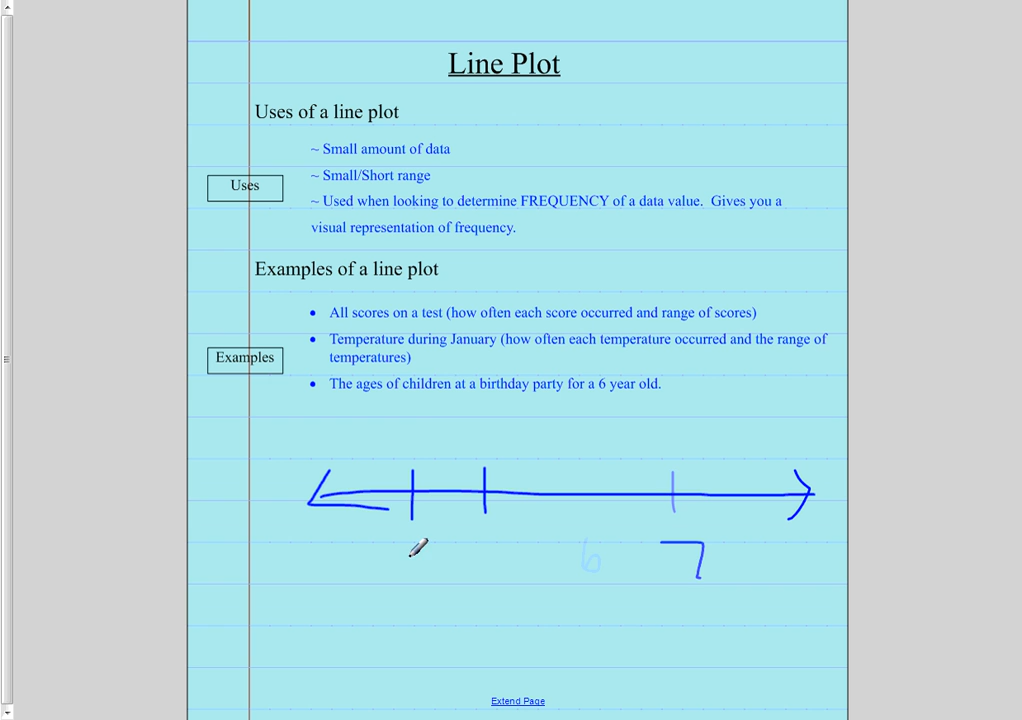 Line Plot
Uses of a line plot
~ Small amount of data
~ Small/Short range
Uses
~ Used when looking to determine FREQUENCY of a data value. Gives you a
visual representation of frequency.
Examples of a line plot
• All scores on a test (how often each score occurred and range of scores)
• Temperature during January (how often each temperature occurred and the range of
temperatures)
Examples
• The ages of children at a birthday party for a 6 year old.
6 7
Extend Page